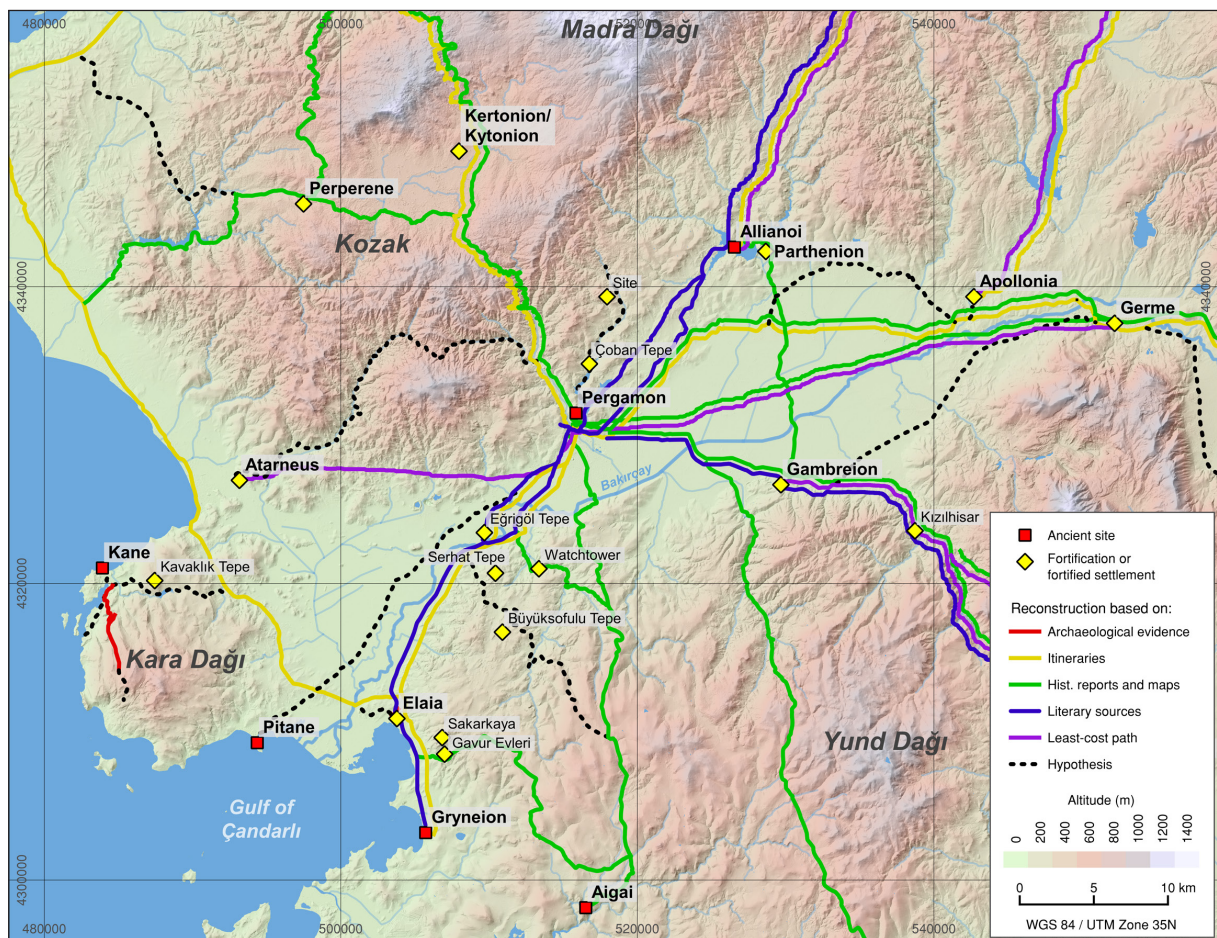 480000
500000
520000
540000
Madra Dağı
Kertonion/
Kytonion
Perperene
Kozak
Allianoi
Parthenion
4340000
4340000
Site
Apollonia
Germe
Çoban Tepe
Pergamon
Atarneus
Bakırçay
Gambreion
Eğrigöl Tepe
Kızılhisar
Kane
Kavaklık Tepe
Serhat Tepe
Watchtower
4320000
Büyüksofulu Tepe
Kara Dağı
Elaia
Pitane
Sakarkaya
Gavur Evleri
Yund Dağı
Gulf of
Çandarlı
Gryneion
4300000
Aigai
480000
500000
520000
540000
Ancient site
Fortification or
fortified settlement
Reconstruction based on:
Archaeological evidence
Itineraries
Hist. reports and maps
Literary sources
Least-cost path
Hypothesis
Altitude (m)
0
200
400
600
800
1000
1200
1400
0 5 10 km
WGS 84 / UTM Zone 35N